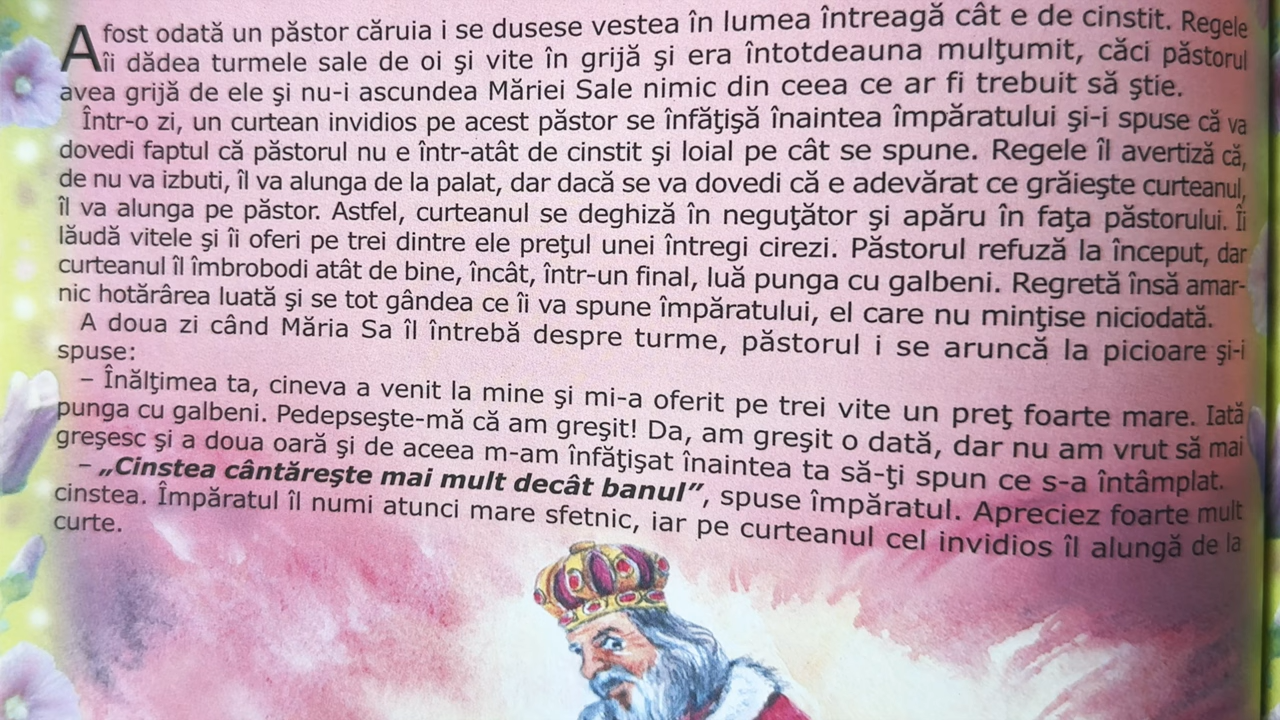 A fost odată un păstor căruia i se dusese vestea în lumea întreagă cât e de cinstit. Regele
îi dădea turmele sale de oi şi vite în grijă şi era întotdeauna mulţumit, căci păstorul
avea grijă de ele şi nu-i ascundea Măriei Sale nimic din ceea ce ar fi trebuit să ştie.
Într-o zi, un curtean invidios pe acest păstor se înfăţişă înaintea împăratului şi-i spuse că va
dovedi faptul că păstorul nu e într-atât de cinstit şi loial pe cât se spune. Regele îl avertiză că,
de nu va izbuti, îl va alunga de la palat, dar dacă se va dovedi că e adevărat ce grăieşte curteanul,
îl va alunga pe păstor. Astfel, curteanul se deghiză în neguţător şi apăru în faţa păstorului. Îi
lăudă vitele şi îi oferi pe trei dintre ele preţul unei întregi cirezi. Păstorul refuză la început, dar
curteanul îl îmbrobodi atât de bine, încât, într-un final, luă punga cu galbeni. Regretă însă amar-
nic hotărârea luată şi se tot gândea ce îi va spune împăratului, el care nu minţise niciodată.
A doua zi când Măria Sa îl întrebă despre turme, păstorul i se aruncă la picioare şi-i
spuse:
– Înălţimea ta, cineva a venit la mine şi mi-a oferit pe trei vite un preţ foarte mare. Iată
punga cu galbeni. Pedepseşte-mă că am greşit! Da, am greşit o dată, dar nu am vrut să mai
greşesc şi a doua oară şi de aceea m-am înfăţişat înaintea ta să-ţi spun ce s-a întâmplat.
– „Cinstea cântăreşte mai mult decât banul”, spuse împăratul. Apreciez foarte mult
cinstea. Împăratul îl numi atunci mare sfetnic, iar pe curteanul cel invidios îl alungă de la
curte.